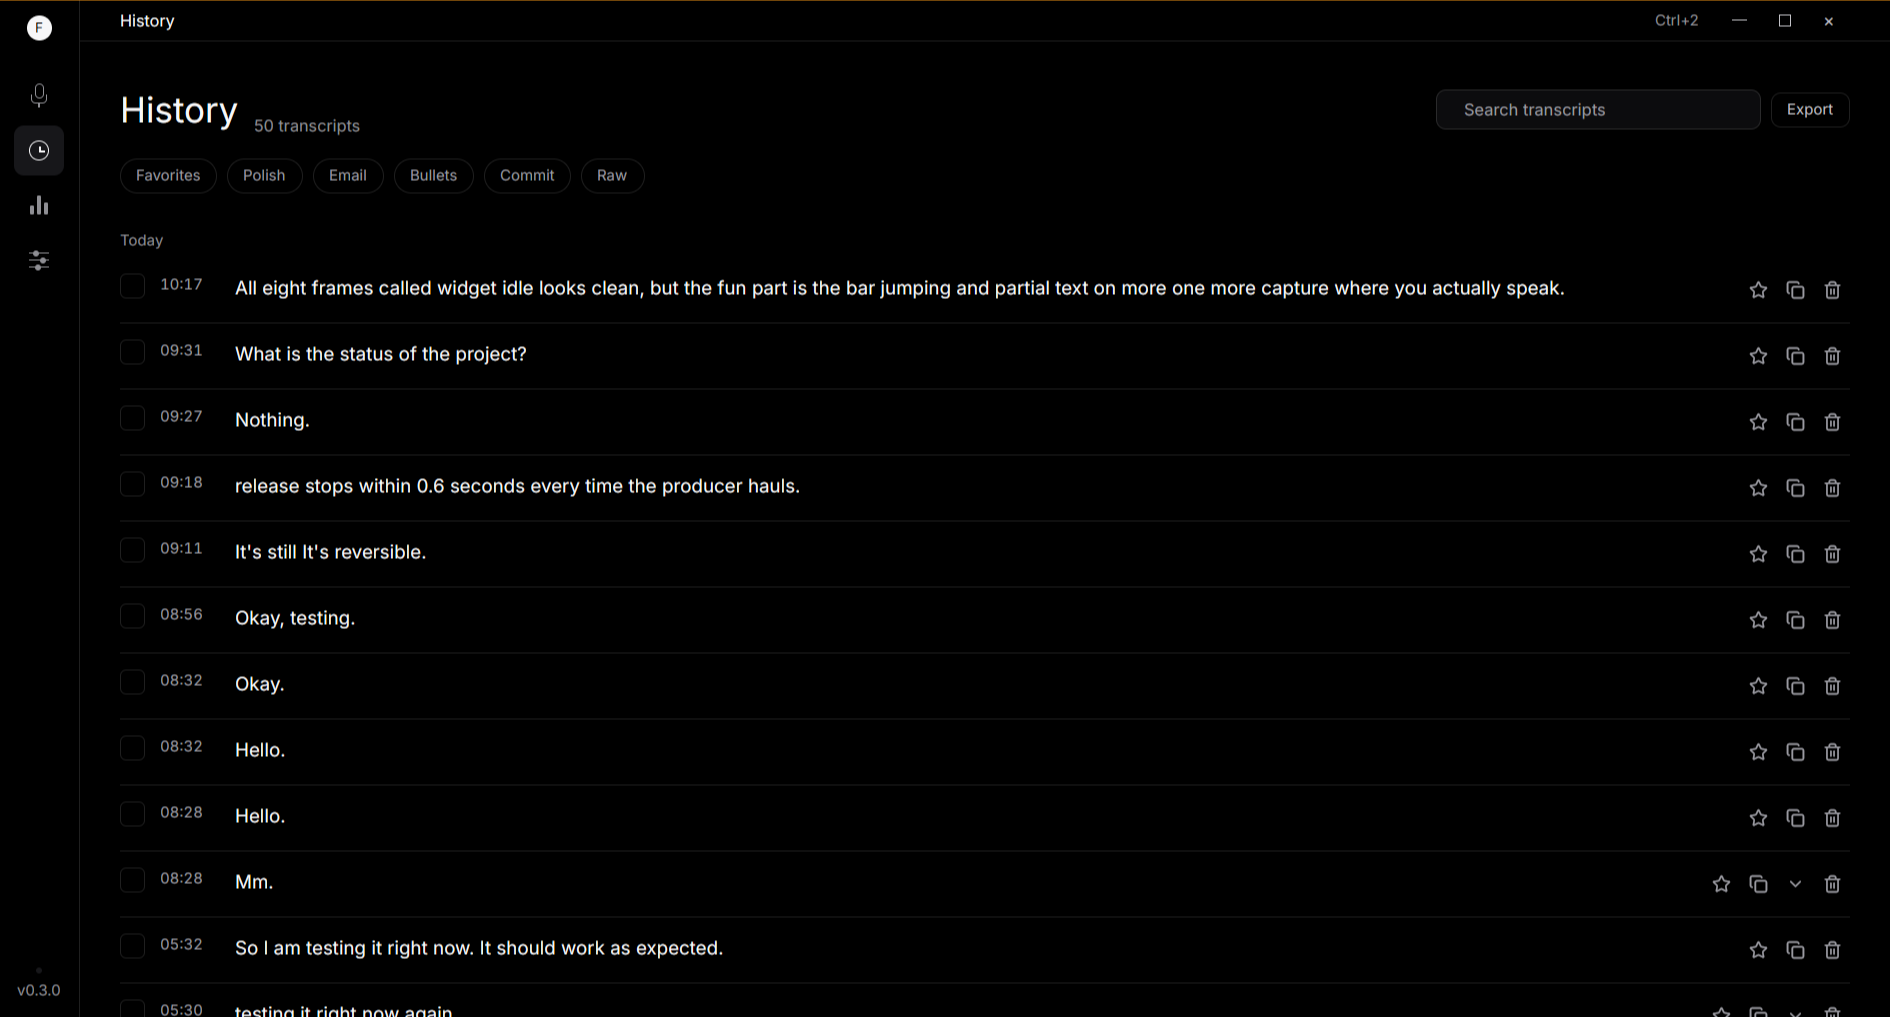 F
History
Ctrl+2
History 50 transcripts
Search transcripts
Export
Favorites
Polish
Email
Bullets
Commit
Raw
Today
10:17 All eight frames called widget idle looks clean, but the fun part is the bar jumping and partial text on more one more capture where you actually speak.
09:31 What is the status of the project?
09:27 Nothing.
09:18 release stops within 0.6 seconds every time the producer hauls.
09:11 It's still It's reversible.
08:56 Okay, testing.
08:32 Okay.
08:32 Hello.
08:28 Hello.
08:28 Mm.
05:32 So I am testing it right now. It should work as expected.
05:30 testing it right now again
v0.3.0